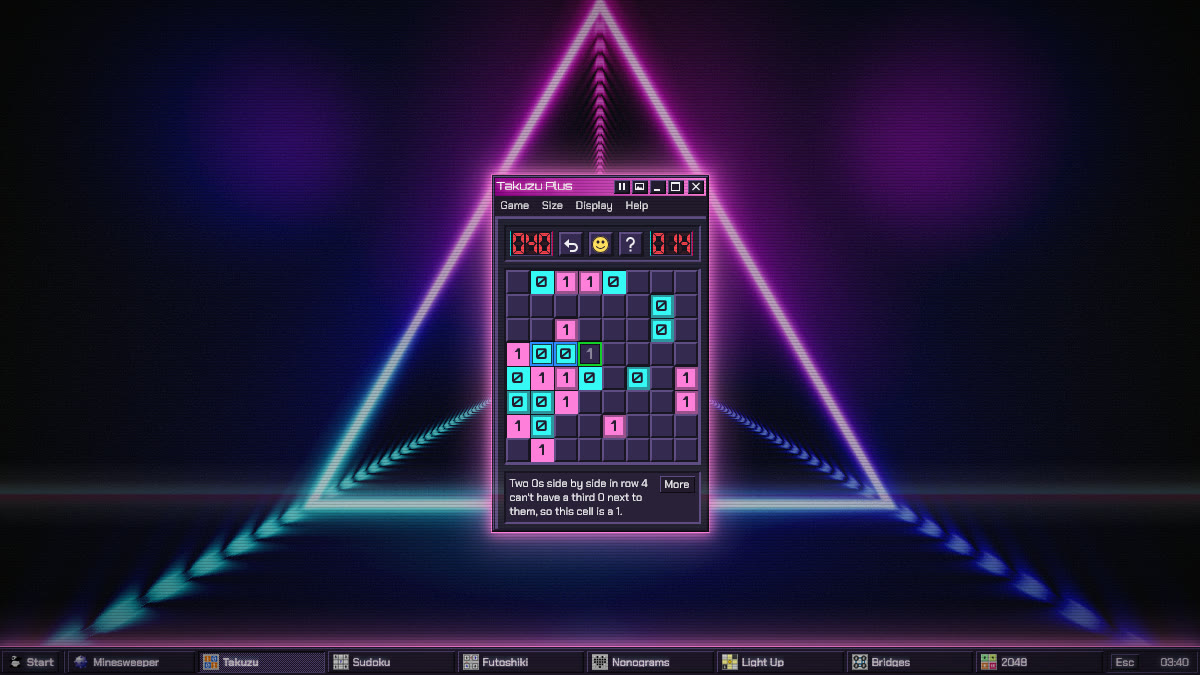 Takuzu Plus
Game Size Display Help
040 ? 014
0 1 1 0
0
1 0
1 0 0 1
0 1 1 0 0 1
0 0 1 1
1 0 1
1
Two 0s side by side in row 4 More
can't have a third 0 next to
them, so this cell is a 1.
Start Minesweeper Takuzu Sudoku Futoshiki Nonograms Light Up Bridges 2048 Esc 03:40